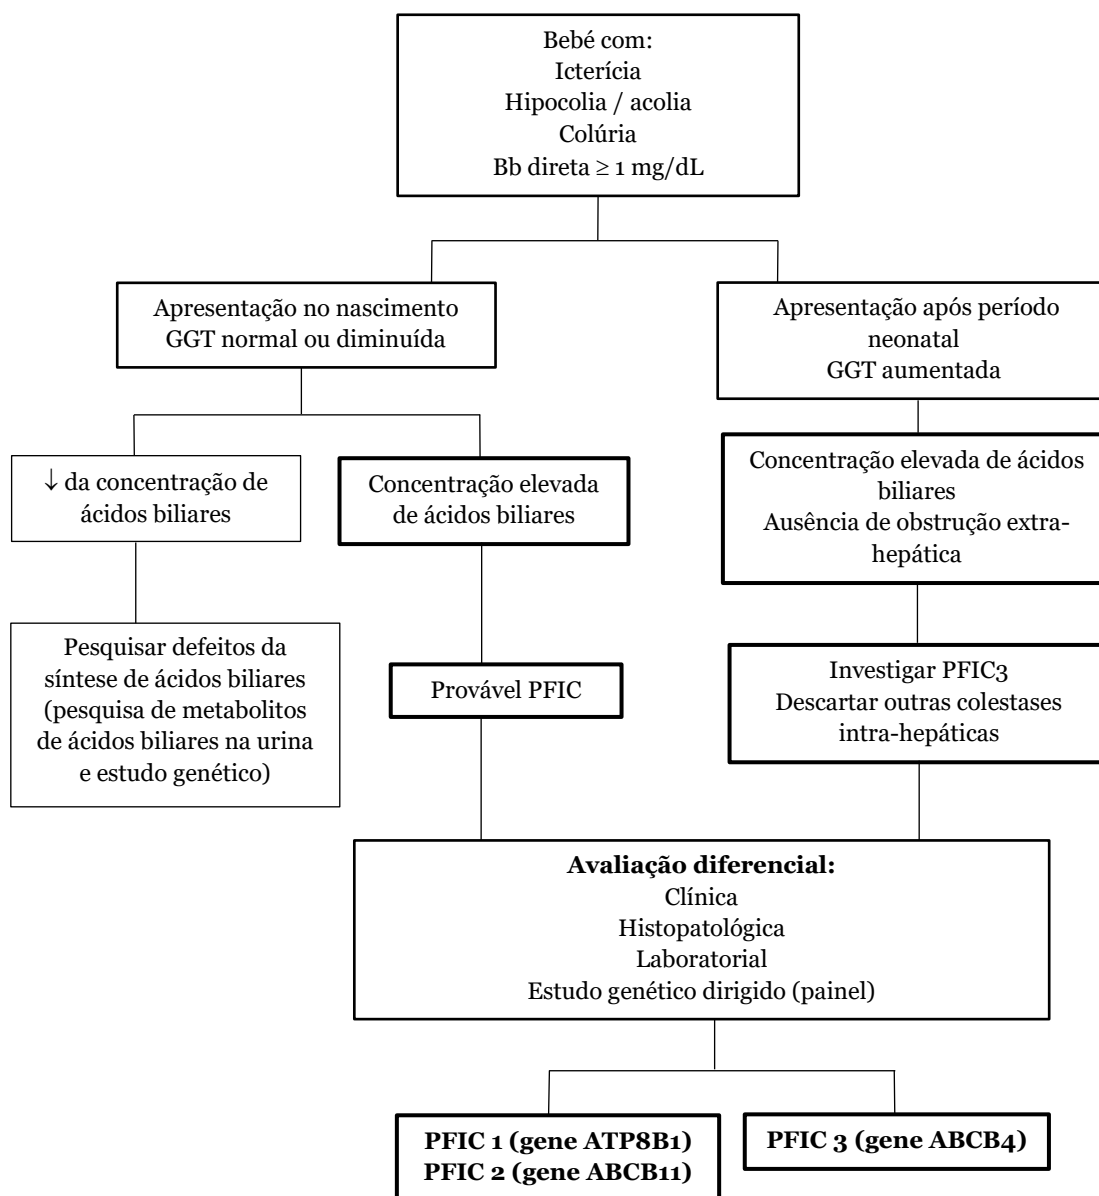 Bebé com:
Icterícia
Hipocolia / acolia
Colúria
Bb direta ≥ 1 mg/dL
Apresentação no nascimento
GGT normal ou diminuída
Apresentação após período
neonatal
GGT aumentada
↓ da concentração de
ácidos biliares
Concentração elevada
de ácidos biliares
Concentração elevada de ácidos
biliares
Ausência de obstrução extra-
hepática
Pesquisar defeitos da
síntese de ácidos biliares
(pesquisa de metabolitos
de ácidos biliares na urina
e estudo genético)
Provável PFIC
Investigar PFIC3
Descartar outras colestases
intra-hepáticas
Avaliação diferencial:
Clínica
Histopatológica
Laboratorial
Estudo genético dirigido (painel)
PFIC 1 (gene ATP8B1)
PFIC 2 (gene ABCB11)
PFIC 3 (gene ABCB4)